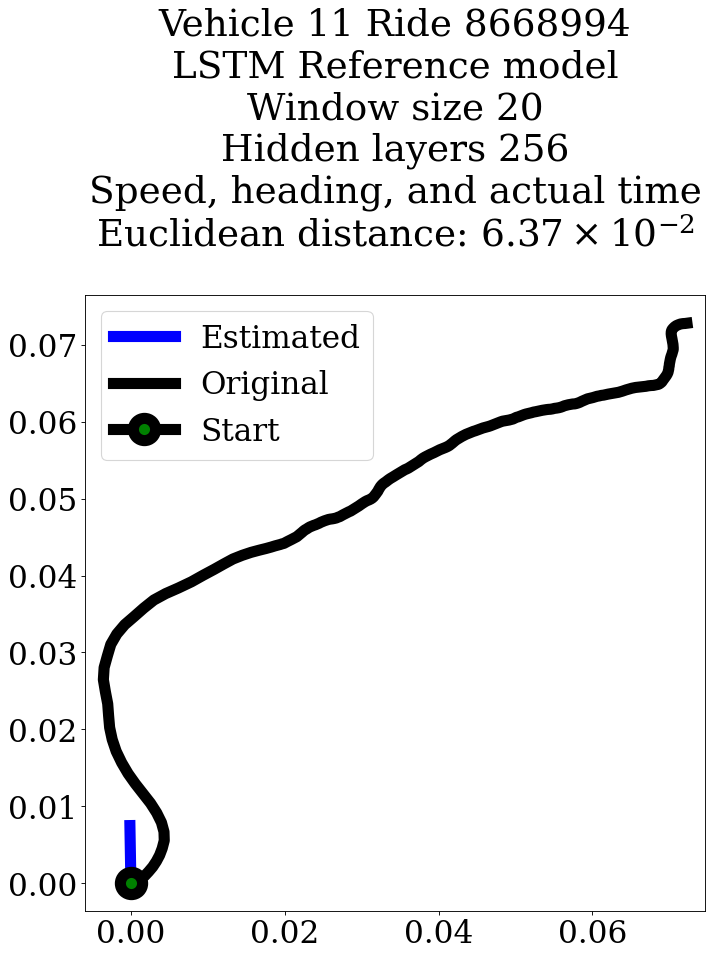 Vehicle 11 Ride 8668994
LSTM Reference model
Window size 20
Hidden layers 256
Speed, heading, and actual time
Euclidean distance: 6.37 × 10⁻²
Estimated
Original
Start
0.07
0.06
0.05
0.04
0.03
0.02
0.01
0.00
0.00 0.02 0.04 0.06